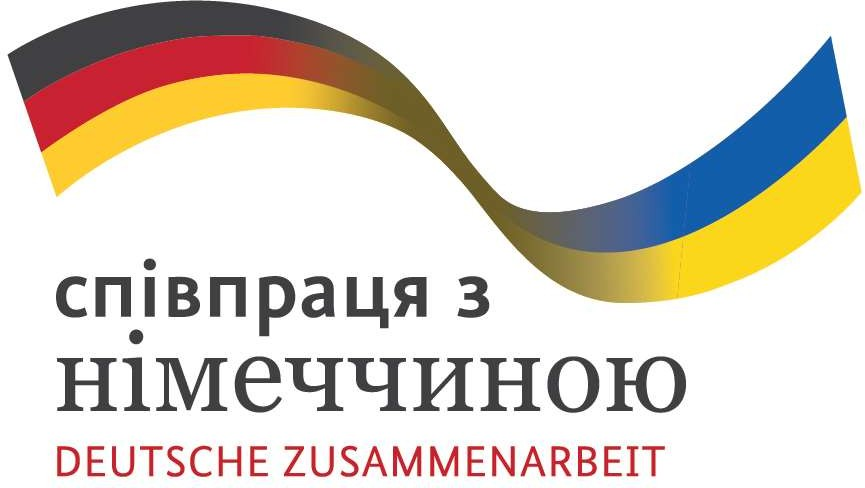 співпраця з
німеччиною
DEUTSCHE ZUSAMMENARBEIT